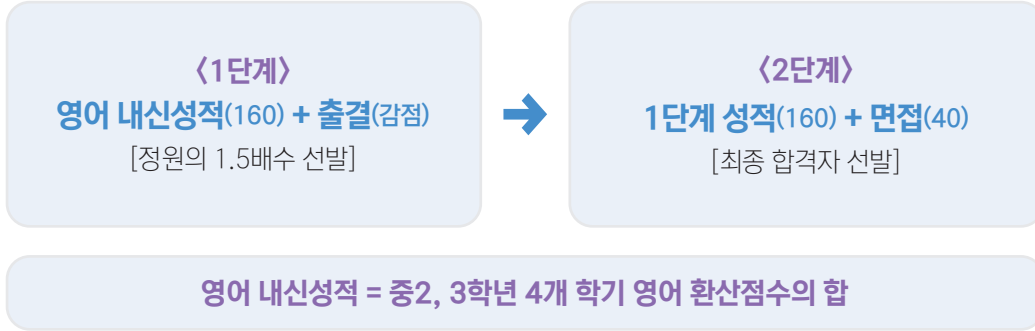 〈1단계〉
영어 내신성적(160) + 출결(감점)
[정원의 1.5배수 선발]
〈2단계〉
1단계 성적(160) + 면접(40)
[최종 합격자 선발]
영어 내신성적 = 중2, 3학년 4개 학기 영어 환산점수의 합